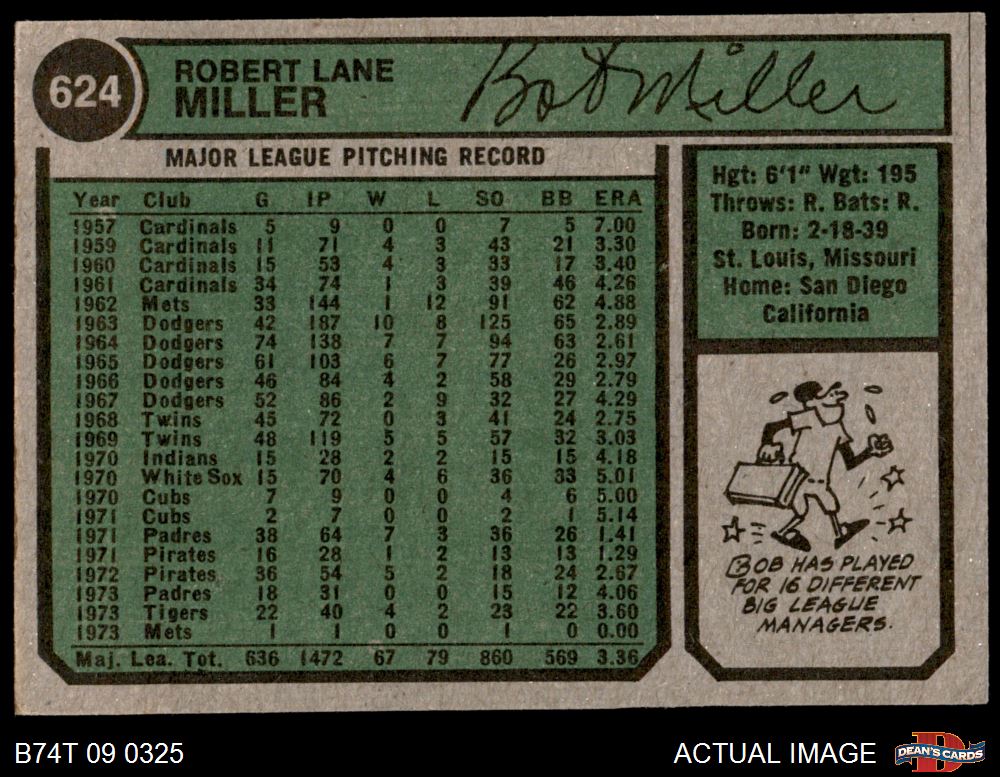 624
ROBERT LANE
MILLER
Bob Miller
MAJOR LEAGUE PITCHING RECORD
Year Club G IP W L SO BB ERA
1957 Cardinals 5 9 0 0 7 5 7.00
1959 Cardinals 11 71 4 3 43 21 3.30
1960 Cardinals 15 53 4 3 33 17 3.40
1961 Cardinals 34 74 1 3 39 46 4.26
1962 Mets 33 144 1 12 91 62 4.88
1963 Dodgers 42 187 10 8 125 65 2.89
1964 Dodgers 74 138 7 7 94 63 2.61
1965 Dodgers 61 103 6 7 77 26 2.97
1966 Dodgers 46 84 4 2 58 29 2.79
1967 Dodgers 52 86 2 9 32 27 4.29
1968 Twins 45 72 0 3 41 24 2.75
1969 Twins 48 119 5 5 57 32 3.03
1970 Indians 15 28 2 2 15 15 4.18
1970 White Sox 15 70 4 6 36 33 5.01
1970 Cubs 7 9 0 0 4 6 5.00
1971 Cubs 2 7 0 0 2 1 5.14
1971 Padres 38 64 7 3 36 26 1.41
1971 Pirates 16 28 1 2 13 13 1.29
1972 Pirates 36 54 5 2 18 24 2.67
1973 Padres 18 31 0 0 15 12 4.06
1973 Tigers 22 40 4 2 23 22 3.60
1973 Mets 1 1 0 0 1 0 0.00
Maj. Lea. Tot. 636 1472 67 79 860 569 3.36
Hgt: 6'1" Wgt: 195
Throws: R. Bats: R.
Born: 2-18-39
St. Louis, Missouri
Home: San Diego
California
BOB HAS PLAYED
FOR 16 DIFFERENT
BIG LEAGUE
MANAGERS.
B74T 09 0325
ACTUAL IMAGE
D
DEAN'S CARDS